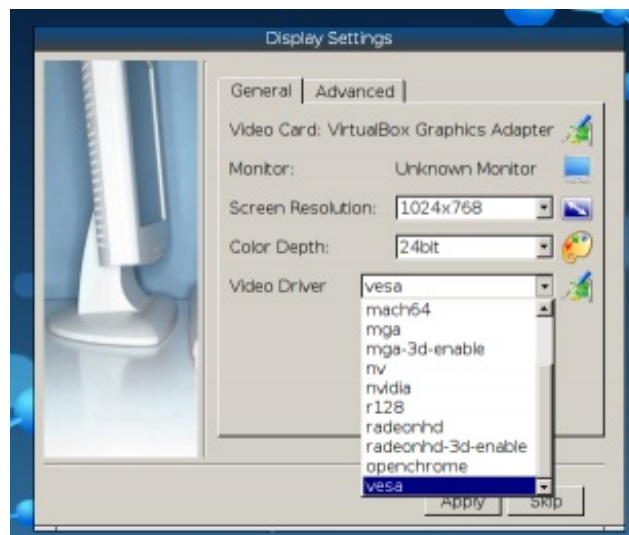 Display Settings
General Advanced
Video Card: VirtualBox Graphics Adapter
Monitor: Unknown Monitor
Screen Resolution: 1024x768
Color Depth: 24bit
Video Driver vesa
mach64
mga
mga-3d-enable
nv
nvidia
r128
radeonhd
radeonhd-3d-enable
openchrome
vesa
Apply Skip